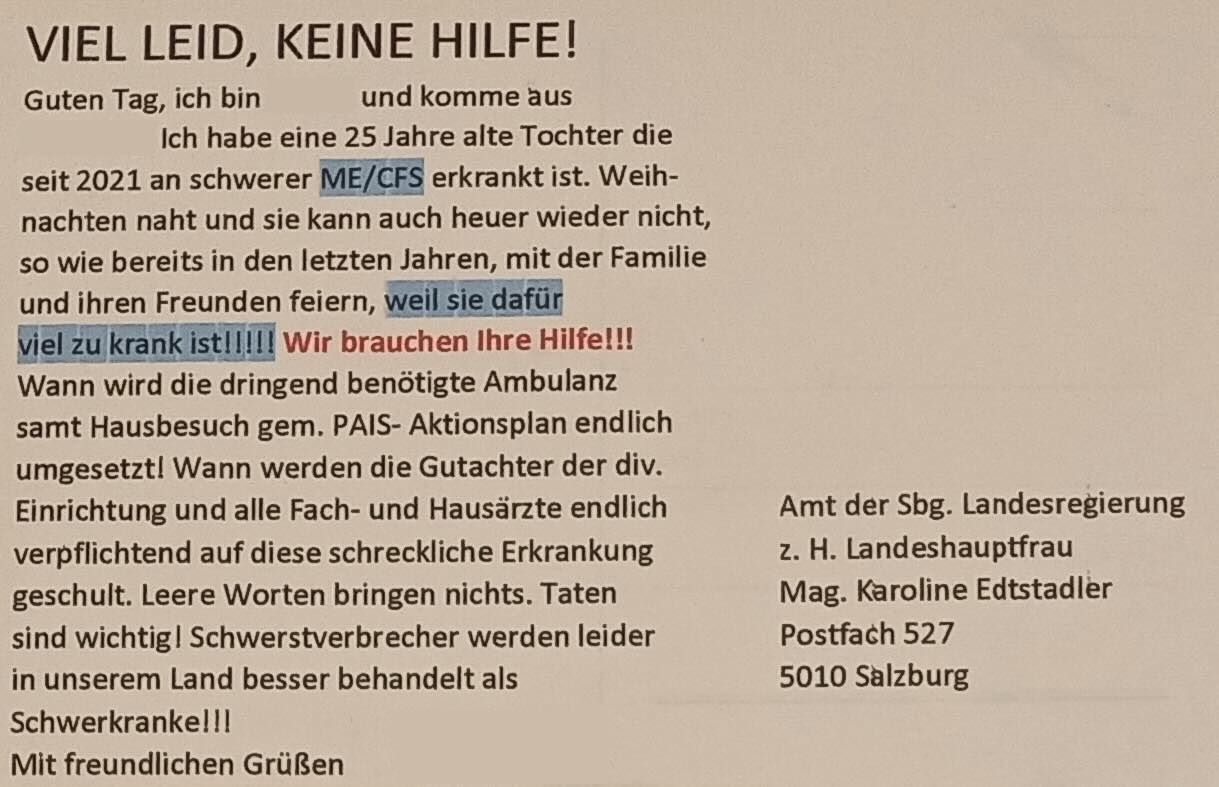 VIEL LEID, KEINE HILFE!
Guten Tag, ich bin und komme aus
Ich habe eine 25 Jahre alte Tochter die
seit 2021 an schwerer ME/CFS erkrankt ist. Weih-
nachten naht und sie kann auch heuer wieder nicht,
so wie bereits in den letzten Jahren, mit der Familie
und ihren Freunden feiern, weil sie dafür
viel zu krank ist!!!!! Wir brauchen Ihre Hilfe!!!
Wann wird die dringend benötigte Ambulanz
samt Hausbesuch gem. PAIS- Aktionsplan endlich
umgesetzt! Wann werden die Gutachter der div.
Einrichtung und alle Fach- und Hausärzte endlich
verpflichtend auf diese schreckliche Erkrankung
geschult. Leere Worten bringen nichts. Taten
sind wichtig! Schwerstverbrecher werden leider
in unserem Land besser behandelt als
Schwerkranke!!!
Mit freundlichen Grüßen
Amt der Sbg. Landesregierung
z. H. Landeshauptfrau
Mag. Karoline Edtstadler
Postfach 527
5010 Salzburg